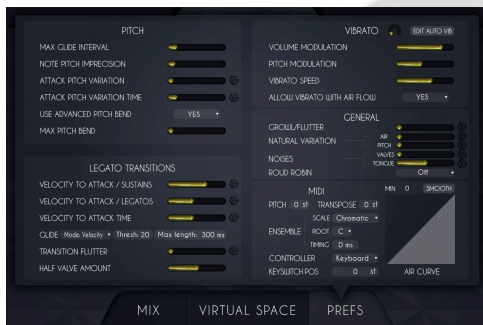 PITCH
MAX GLIDE INTERVAL
NOTE PITCH IMPRECISION
ATTACK PITCH VARIATION
ATTACK PITCH VARIATION TIME
USE ADVANCED PITCH BEND YES
MAX PITCH BEND
LEGATO TRANSITIONS
VELOCITY TO ATTACK / SUSTAINS
VELOCITY TO ATTACK / LEGATOS
VELOCITY TO ATTACK TIME
GLIDE Mode: Velocity Thresh: 20 Max length: 300 ms
TRANSITION FLUTTER
HALF VALVE AMOUNT
VIBRATO EDIT AUTO VIB
VOLUME MODULATION
PITCH MODULATION
VIBRATO SPEED
ALLOW VIBRATO WITH AIR FLOW YES
GENERAL
GROWL/FLUTTER
NATURAL VARIATION AIR
PITCH
NOISES VALVES
TONGUE
ROUD ROBIN Off
MIDI MIN 0 SMOOTH
PITCH 0 st TRANSPOSE 0 st
SCALE Chromatic
ENSEMBLE ROOT C
TIMING 0 ms
CONTROLLER Keyboard
KEYSWITCH POS 0 st AIR CURVE
MIX VIRTUAL SPACE PREFS